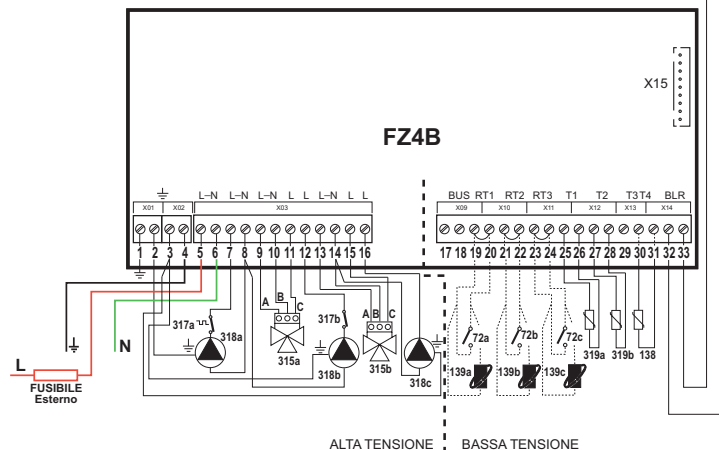 X15
FZ4B
L–N L–N L–N L L L–N L L
BUS RT1 RT2 RT3 T1 T2 T3 T4 BLR
X01 X02 X03 X09 X10 X11 X12 X13 X14
1 2 3 4 5 6 7 8 9 10 11 12 13 14 15 16 17 18 19 20 21 22 23 24 25 26 27 28 29 30 31 32 33
A B C
317a
318a
315a
317b
318b
A B C
315b
318c
72a 72b 72c
139a 139b 139c
319a 319b 138
L
N
FUSIBILE
Esterno
ALTA TENSIONE BASSA TENSIONE